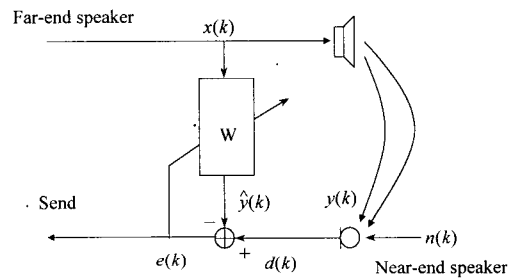 Far-end speaker
x(k)
W
ŷ(k)
y(k)
Send
−
+
n(k)
e(k)
d(k)
Near-end speaker